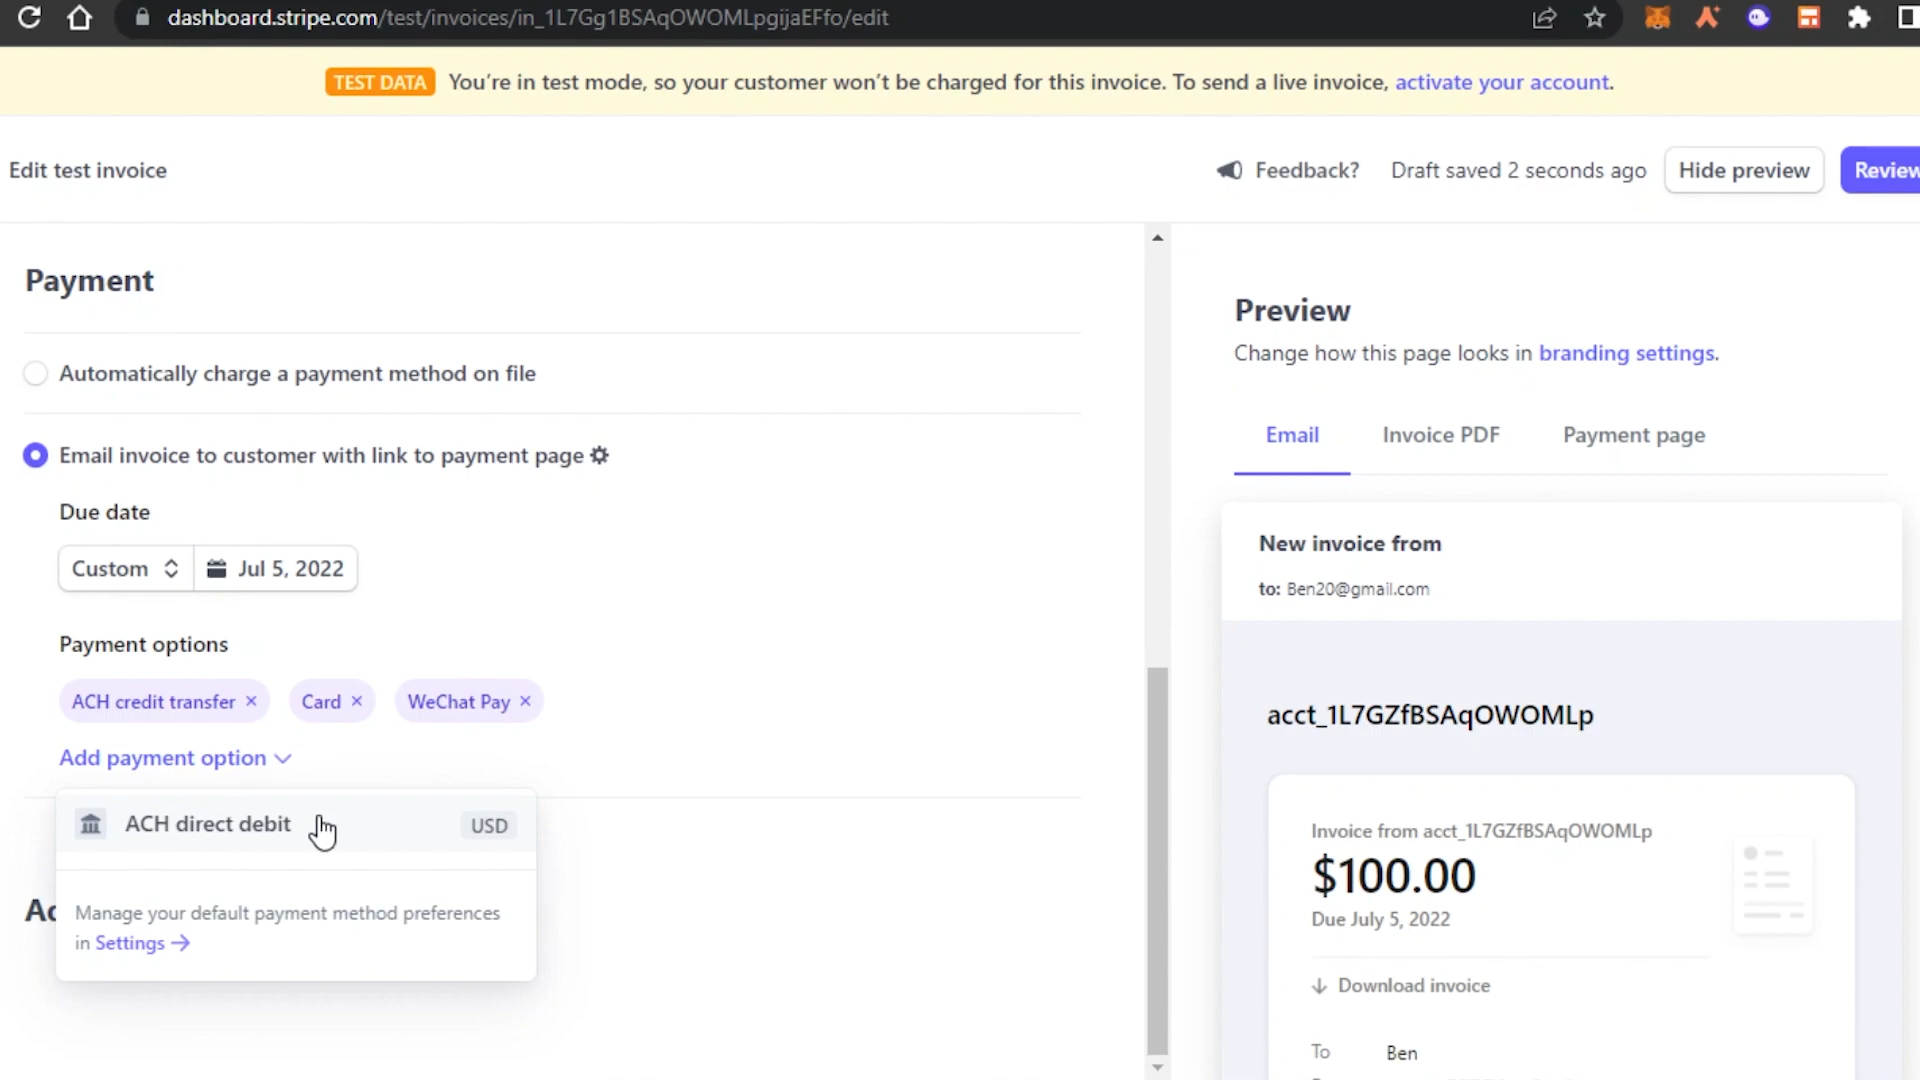 dashboard.stripe.com/test/invoices/in_1L7Gg1BSAqOWOMLpgijaEFfo/edit
TEST DATA You're in test mode, so your customer won't be charged for this invoice. To send a live invoice, activate your account.
Edit test invoice
Feedback?
Draft saved 2 seconds ago
Hide preview
Review
Payment
Automatically charge a payment method on file
Email invoice to customer with link to payment page
Due date
Custom
Jul 5, 2022
Payment options
ACH credit transfer ×
Card ×
WeChat Pay ×
Add payment option
ACH direct debit
USD
Ad
Manage your default payment method preferences
in Settings →
Preview
Change how this page looks in branding settings.
Email
Invoice PDF
Payment page
New invoice from
to: Ben20@gmail.com
acct_1L7GZfBSAqOWOMLp
Invoice from acct_1L7GZfBSAqOWOMLp
$100.00
Due July 5, 2022
Download invoice
To Ben